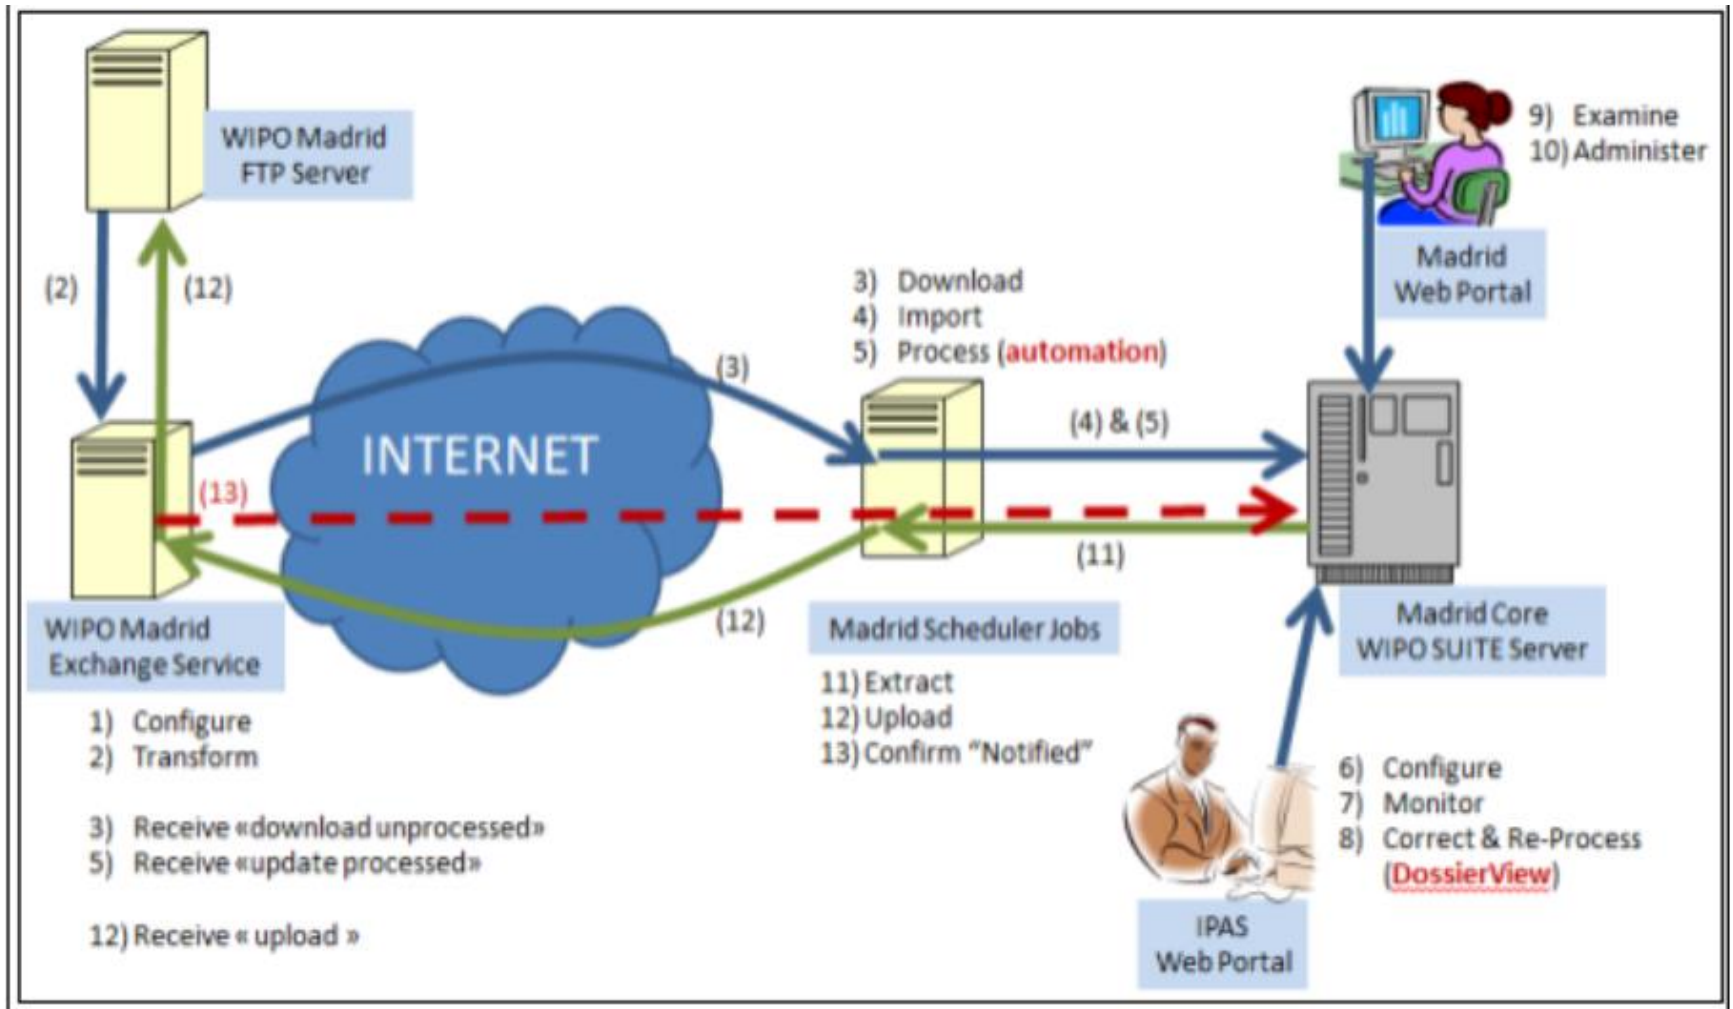 WIPO Madrid
FTP Server
(2)
(12)
9) Examine
10) Administer
Madrid
Web Portal
3) Download
4) Import
5) Process (automation)
(3)
INTERNET
(4) & (5)
(13)
(11)
(12)
WIPO Madrid
Exchange Service
1) Configure
2) Transform
3) Receive «download unprocessed»
5) Receive «update processed»
12) Receive « upload »
Madrid Scheduler Jobs
11) Extract
12) Upload
13) Confirm “Notified”
Madrid Core
WIPO SUITE Server
6) Configure
7) Monitor
8) Correct & Re-Process
(DossierView)
IPAS
Web Portal